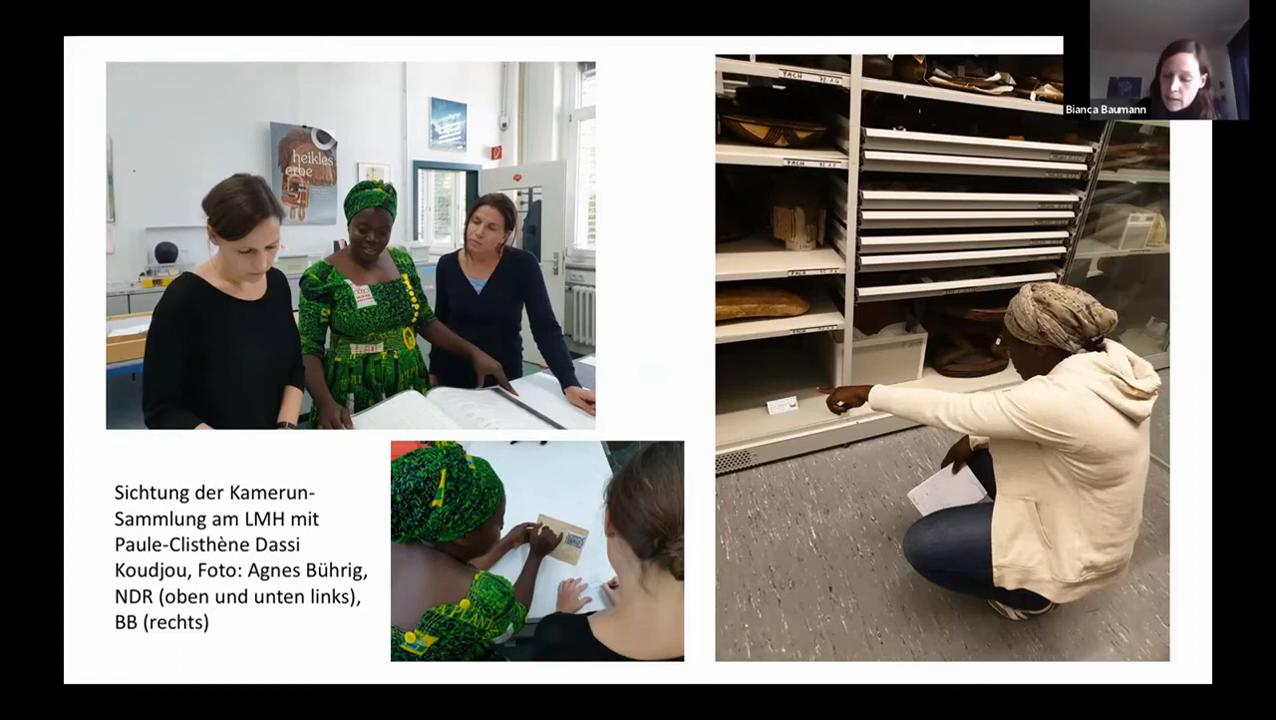 Bianca Baumann
heikles
erbe
Sichtung der Kamerun-
Sammlung am LMH mit
Paule-Clisthène Dassi
Koudjou, Foto: Agnes Bührig,
NDR (oben und unten links),
BB (rechts)